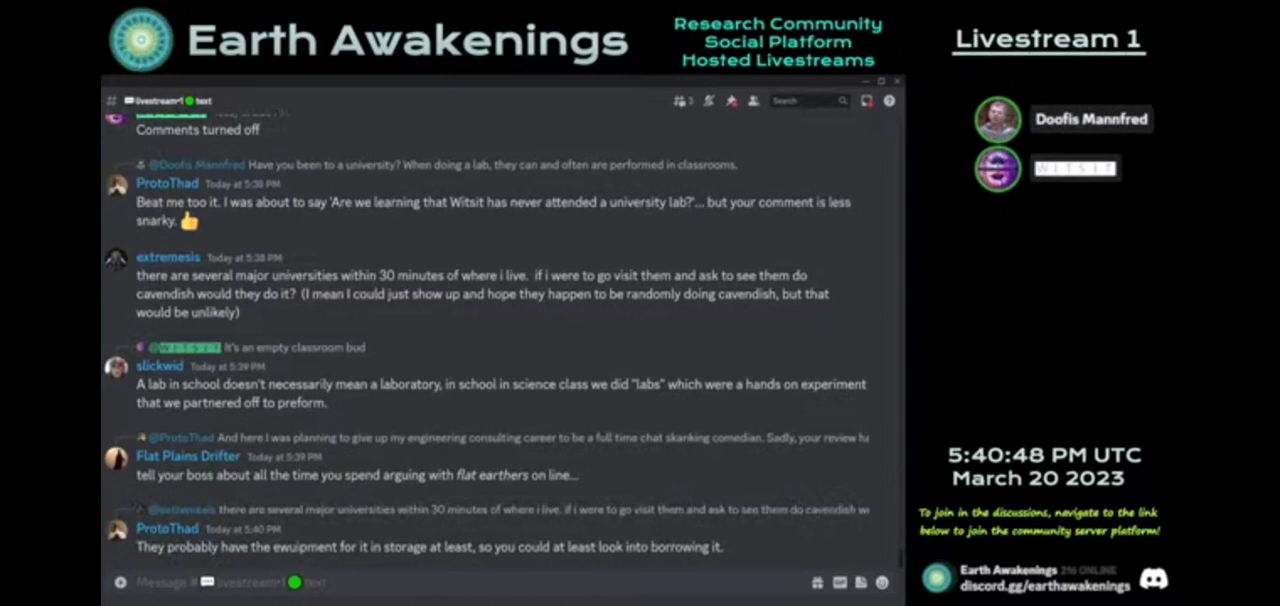 Earth Awakenings
Research Community
Social Platform
Hosted Livestreams
Livestream 1
# livestream-1 text
3
Search
Doofis Mannfred
WITSIT
Comments turned off
@Doofis Mannfred Have you been to a university? When doing a lab, they can and often are performed in classrooms.
ProtoThad Today at 5:38 PM
Beat me too it. I was about to say 'Are we learning that Witsit has never attended a university lab?'... but your comment is less
snarky. 👍
extremesis Today at 5:38 PM
there are several major universities within 30 minutes of where i live. if i were to go visit them and ask to see them do
cavendish would they do it? (I mean I could just show up and hope they happen to be randomly doing cavendish, but that
would be unlikely)
@WITSIT It's an empty classroom bud
slickwid Today at 5:39 PM
A lab in school doesn't necessarily mean a laboratory, in school in science class we did "labs" which were a hands on experiment
that we partnered off to preform.
@ProtoThad And here I was planning to give up my engineering consulting career to be a full time chat skanking comedian. Sadly, your review ha
Flat Plains Drifter Today at 5:39 PM
tell your boss about all the time you spend arguing with flat earthers on line...
@extremesis there are several major universities within 30 minutes of where i live. if i were to go visit them and ask to see them do cavendish w
ProtoThad Today at 5:40 PM
They probably have the ewuipment for it in storage at least, so you could at least look into borrowing it.
Message # livestream-1 text
GIF
5:40:48 PM UTC
March 20 2023
To join in the discussions, navigate to the link
below to join the community server platform!
Earth Awakenings 216 ONLINE
discord.gg/earthawakenings